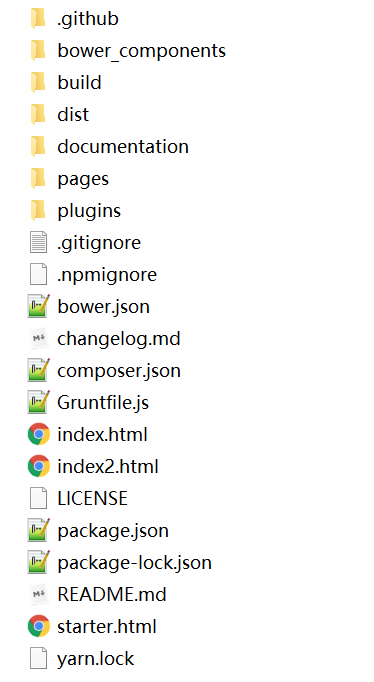 .github
bower_components
build
dist
documentation
pages
plugins
.gitignore
.npmignore
bower.json
changelog.md
composer.json
Gruntfile.js
index.html
index2.html
LICENSE
package.json
package-lock.json
README.md
starter.html
yarn.lock